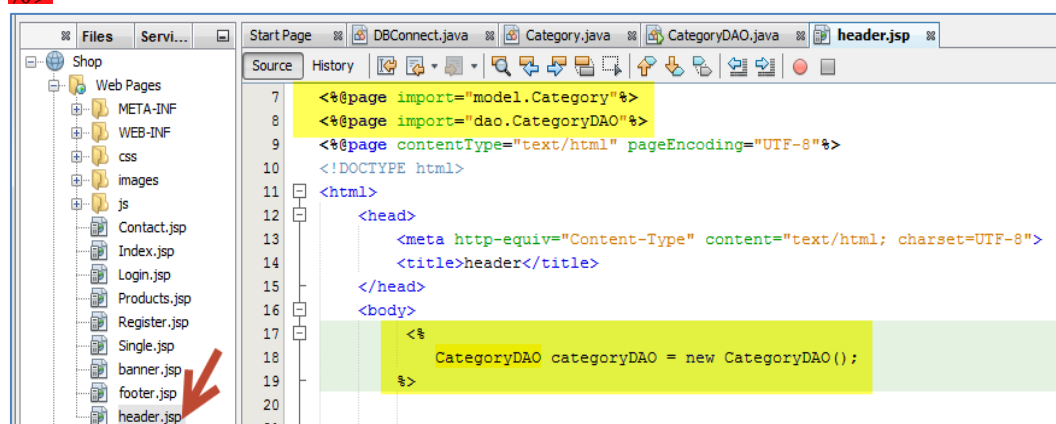 %>
Files Servi...
Start Page DBConnect.java Category.java CategoryDAO.java header.jsp
Shop
Web Pages
META-INF
WEB-INF
css
images
js
Contact.jsp
Index.jsp
Login.jsp
Products.jsp
Register.jsp
Single.jsp
banner.jsp
footer.jsp
header.jsp
Source History
7 <%@page import="model.Category"%>
8 <%@page import="dao.CategoryDAO"%>
9 <%@page contentType="text/html" pageEncoding="UTF-8"%>
10 <!DOCTYPE html>
11 <html>
12 <head>
13 <meta http-equiv="Content-Type" content="text/html; charset=UTF-8">
14 <title>header</title>
15 </head>
16 <body>
17 <%
18 CategoryDAO categoryDAO = new CategoryDAO();
19 %>
20